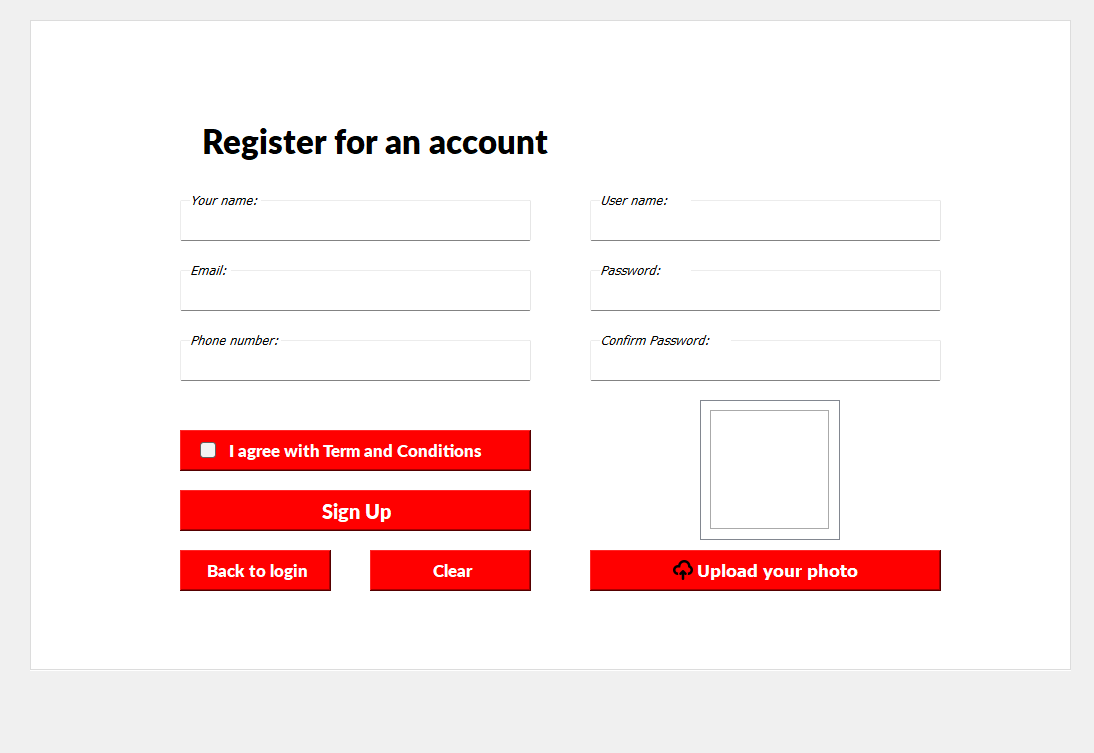 Register for an account
Your name:
User name:
Email:
Password:
Phone number:
Confirm Password:
I agree with Term and Conditions
Sign Up
Back to login
Clear
Upload your photo